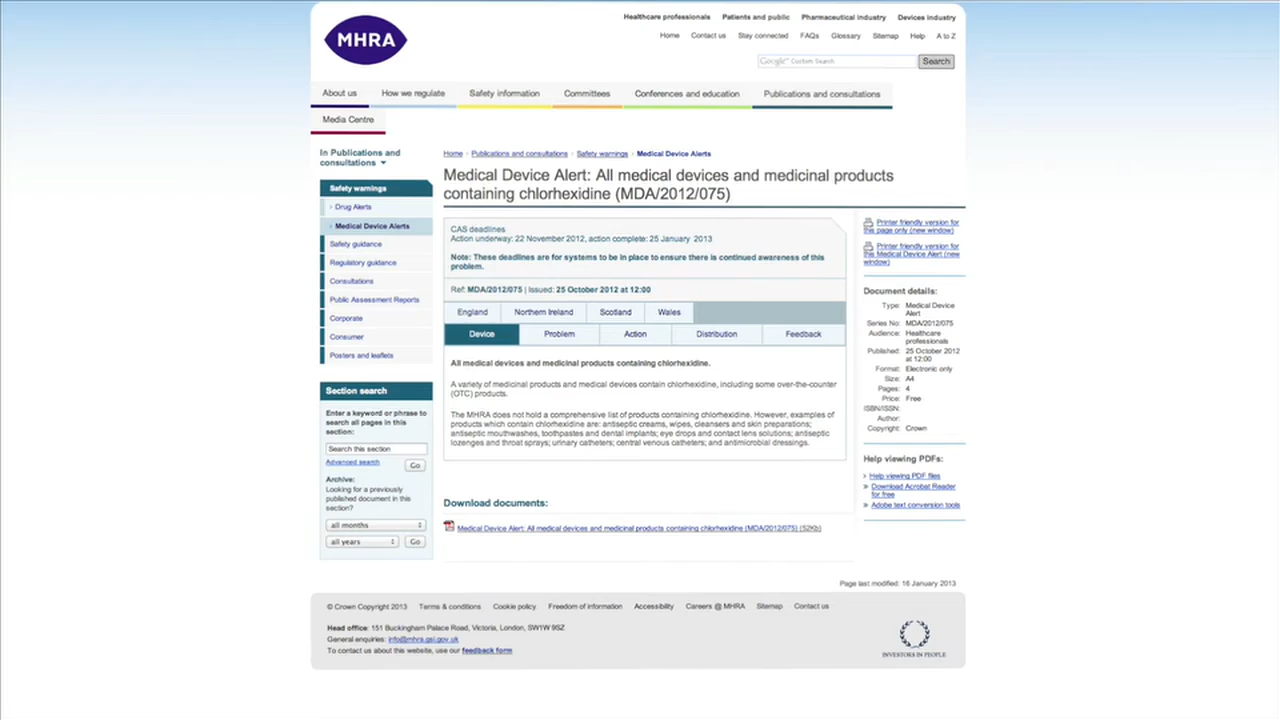 MHRA
Healthcare professionals Patients and public Pharmaceutical industry Devices industry
Home Contact us Stay connected FAQs Glossary Sitemap Help A to Z
Google™ Custom Search Search
About us How we regulate Safety information Committees Conferences and education Publications and consultations
Media Centre
In Publications and
consultations
Safety warnings
Drug Alerts
Medical Device Alerts
Safety guidance
Regulatory guidance
Consultations
Public Assessment Reports
Corporate
Consumer
Posters and leaflets
Section search
Enter a keyword or phrase to
search all pages in this
section:
Search this section
Advanced search Go
Archive:
Looking for a previously
published document in this
section?
all months
all years Go
Home Publications and consultations Safety warnings Medical Device Alerts
Medical Device Alert: All medical devices and medicinal products
containing chlorhexidine (MDA/2012/075)
CAS deadlines
Action underway: 22 November 2012, action complete: 25 January 2013
Note: These deadlines are for systems to be in place to ensure there is continued awareness of this
problem.
Ref: MDA/2012/075 | Issued: 25 October 2012 at 12:00
England Northern Ireland Scotland Wales
Device Problem Action Distribution Feedback
All medical devices and medicinal products containing chlorhexidine.
A variety of medicinal products and medical devices contain chlorhexidine, including some over-the-counter
(OTC) products.
The MHRA does not hold a comprehensive list of products containing chlorhexidine. However, examples of
products which contain chlorhexidine are: antiseptic creams, wipes, cleansers and skin preparations;
antiseptic mouthwashes, toothpastes and dental implants; eye drops and contact lens solutions; antiseptic
lozenges and throat sprays; urinary catheters; central venous catheters; and antimicrobial dressings.
Download documents:
Medical Device Alert: All medical devices and medicinal products containing chlorhexidine (MDA/2012/075) (52Kb)
Printer friendly version for
this page only (new window)
Printer friendly version for
this Medical Device Alert (new
window)
Document details:
Type: Medical Device
Alert
Series No: MDA/2012/075
Audience: Healthcare
professionals
Published: 25 October 2012
at 12:00
Format: Electronic only
Size: A4
Pages: 4
Price: Free
ISBN/ISSN:
Author:
Copyright: Crown
Help viewing PDFs:
Help viewing PDF files
Download Acrobat Reader
for free
Adobe text conversion tools
Page last modified: 16 January 2013
© Crown Copyright 2013 Terms & conditions Cookie policy Freedom of information Accessibility Careers @ MHRA Sitemap Contact us
Head office: 151 Buckingham Palace Road, Victoria, London, SW1W 9SZ
General enquiries: info@mhra.gsi.gov.uk
To contact us about this website, use our feedback form
INVESTORS IN PEOPLE